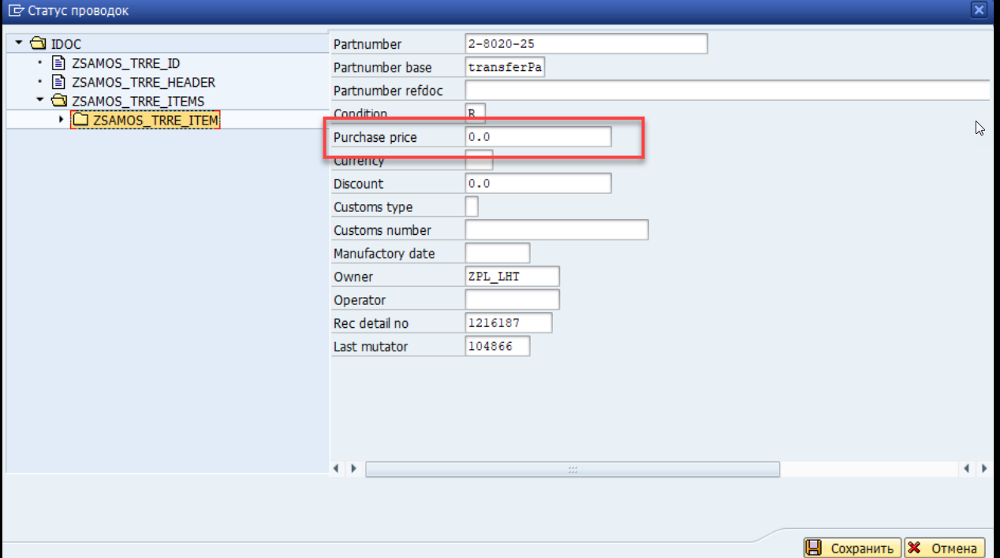 Статус проводок
IDOC
ZSAMOS_TRRE_ID
ZSAMOS_TRRE_HEADER
ZSAMOS_TRRE_ITEMS
ZSAMOS_TRRE_ITEM
Partnumber 2-8020-25
Partnumber base transferPa
Partnumber refdoc
Condition R
Purchase price 0.0
Currency
Discount 0.0
Customs type
Customs number
Manufactory date
Owner ZPL_LHT
Operator
Rec detail no 1216187
Last mutator 104866
Сохранить Отмена